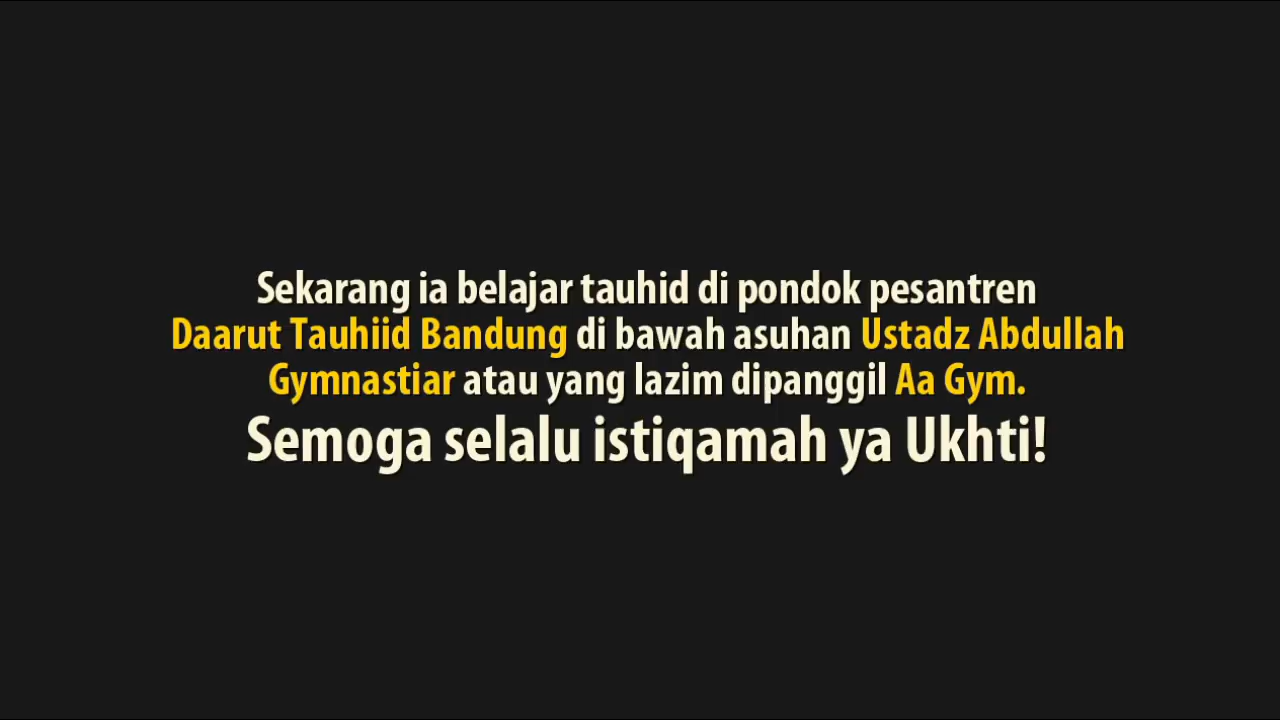 Sekarang ia belajar tauhid di pondok pesantren
Daarut Tauhiid Bandung di bawah asuhan Ustadz Abdullah
Gymnastiar atau yang lazim dipanggil Aa Gym.
Semoga selalu istiqamah ya Ukhti!